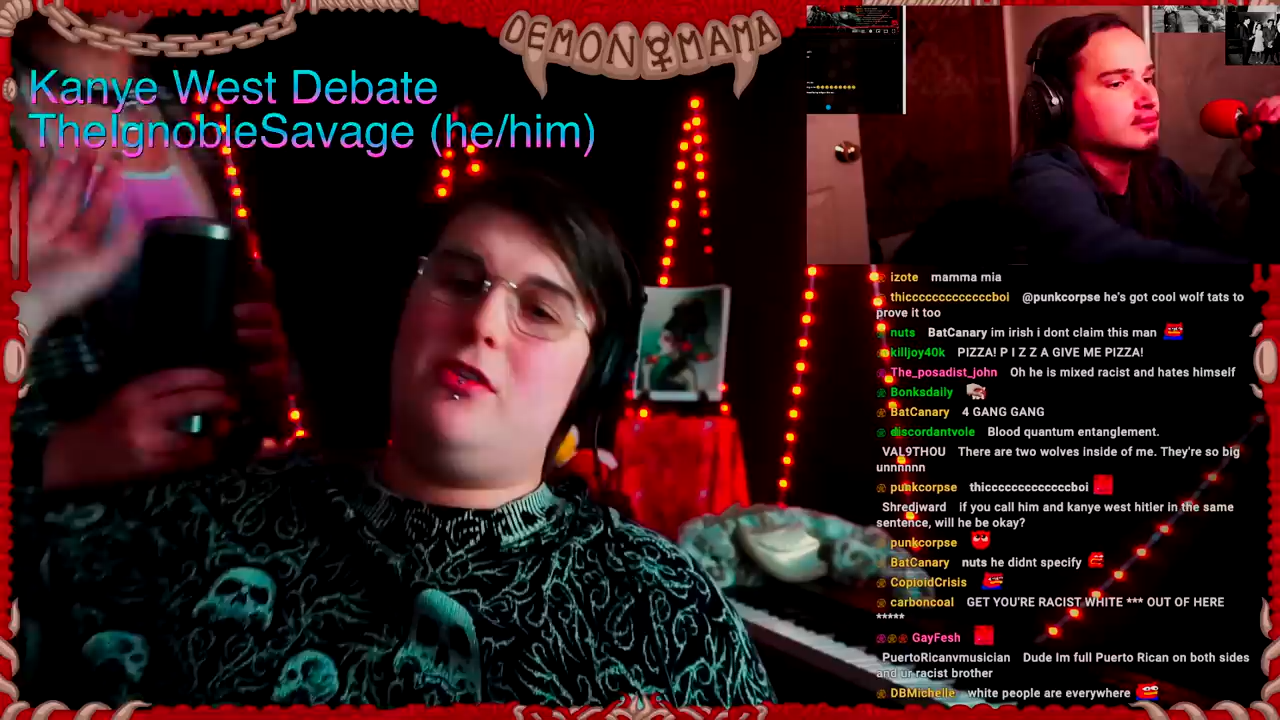 DEMON MAMA
Kanye West Debate
TheIgnobleSavage (he/him)
izote mamma mia
thicccccccccccccboi @punkcorpse he's got cool wolf tats to
prove it too
nuts BatCanary im irish i dont claim this man
killjoy40k PIZZA! P I Z Z A GIVE ME PIZZA!
The_posadist_john Oh he is mixed racist and hates himself
Bonksdaily
BatCanary 4 GANG GANG
discordantvole Blood quantum entanglement.
VAL9THOU There are two wolves inside of me. They're so big
unnnnnn
punkcorpse thicccccccccccccboi
Shredjward if you call him and kanye west hitler in the same
sentence, will he be okay?
punkcorpse
BatCanary nuts he didnt specify
CopioidCrisis
carboncoal GET YOU'RE RACIST WHITE *** OUT OF HERE
*****
GayFesh
PuertoRicanvmusician Dude Im full Puerto Rican on both sides
and ur racist brother
DBMichelle white people are everywhere